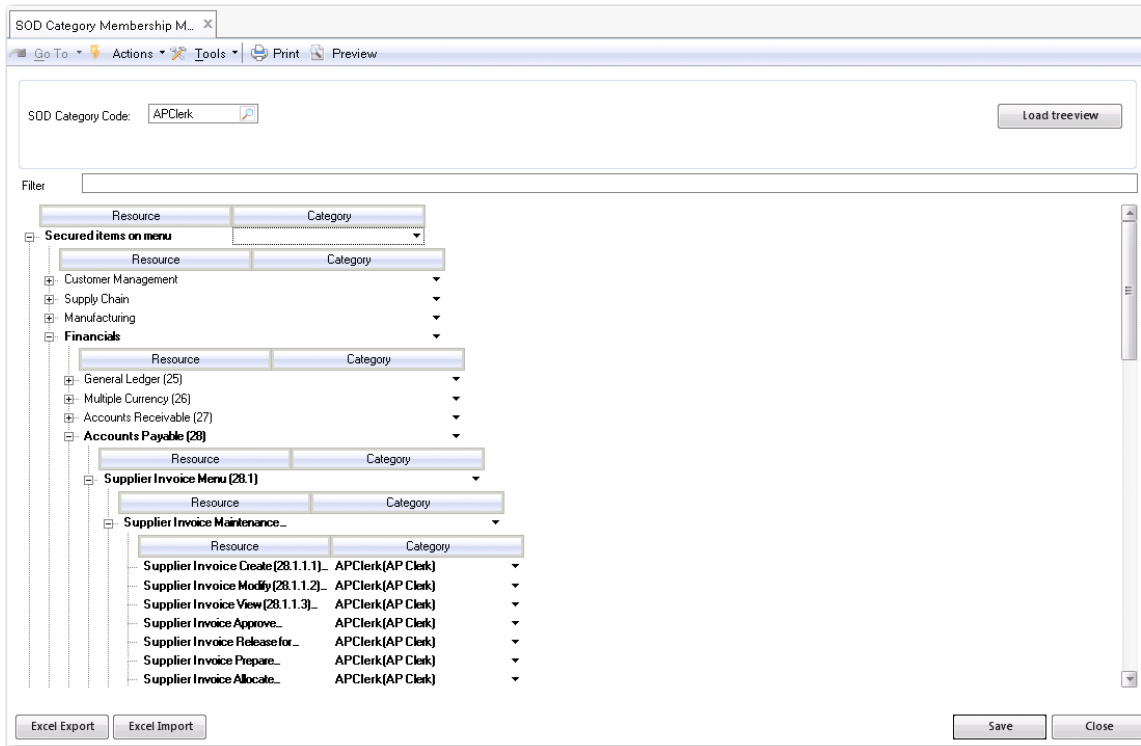 SOD Category Membership M...
Go To Actions Tools Print Preview
SOD Category Code: APClerk Load treeview
Filter
Resource Category
Secured items on menu
Resource Category
Customer Management
Supply Chain
Manufacturing
Financials
Resource Category
General Ledger (25)
Multiple Currency (26)
Accounts Receivable (27)
Accounts Payable (28)
Resource Category
Supplier Invoice Menu (28.1)
Resource Category
Supplier Invoice Maintenance...
Resource Category
Supplier Invoice Create (28.1.1.1)... APClerk(AP Clerk)
Supplier Invoice Modify (28.1.1.2)... APClerk(AP Clerk)
Supplier Invoice View (28.1.1.3)... APClerk(AP Clerk)
Supplier Invoice Approve... APClerk(AP Clerk)
Supplier Invoice Release for... APClerk(AP Clerk)
Supplier Invoice Prepare... APClerk(AP Clerk)
Supplier Invoice Allocate... APClerk(AP Clerk)
Excel Export Excel Import Save Close